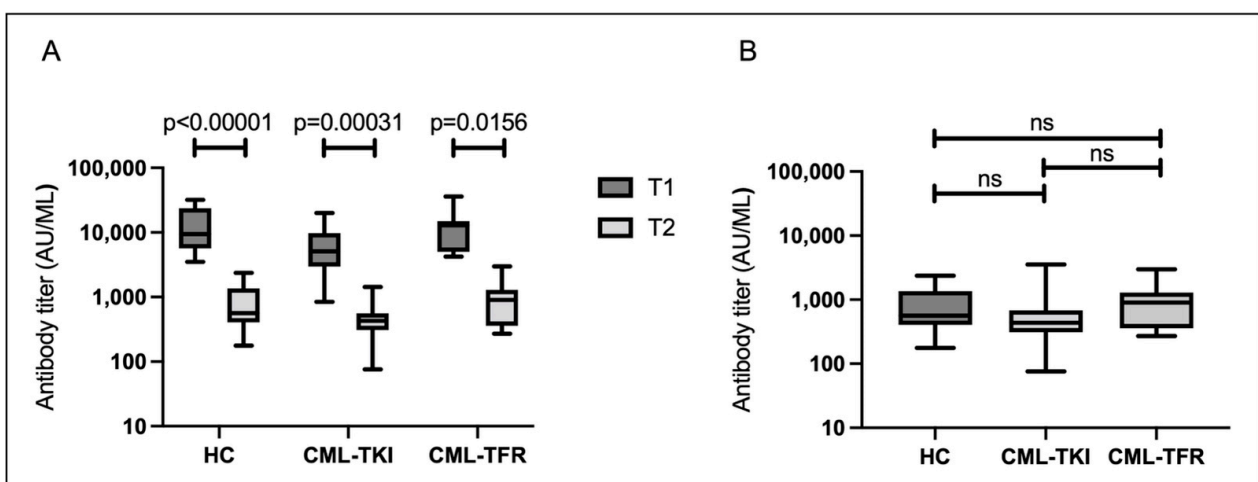 A
p<0.00001 p=0.00031 p=0.0156
100,000
10,000
1,000
100
10
Antibody titer (AU/ML)
HC CML-TKI CML-TFR
T1
T2
B
ns
ns
ns
100,000
10,000
1,000
100
10
Antibody titer (AU/ML)
HC CML-TKI CML-TFR